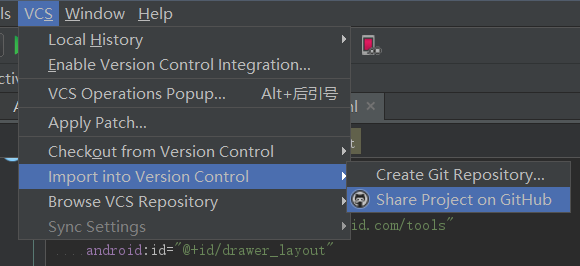 ls VCS Window Help
Local History
Enable Version Control Integration...
ctiv
VCS Operations Popup... Alt+后引号
A
ml ×
Apply Patch...
t
Checkout from Version Control
Import into Version Control
Create Git Repository...
Browse VCS Repository
Share Project on GitHub
Sync Settings
id.com/tools"
android:id="@+id/drawer_layout"